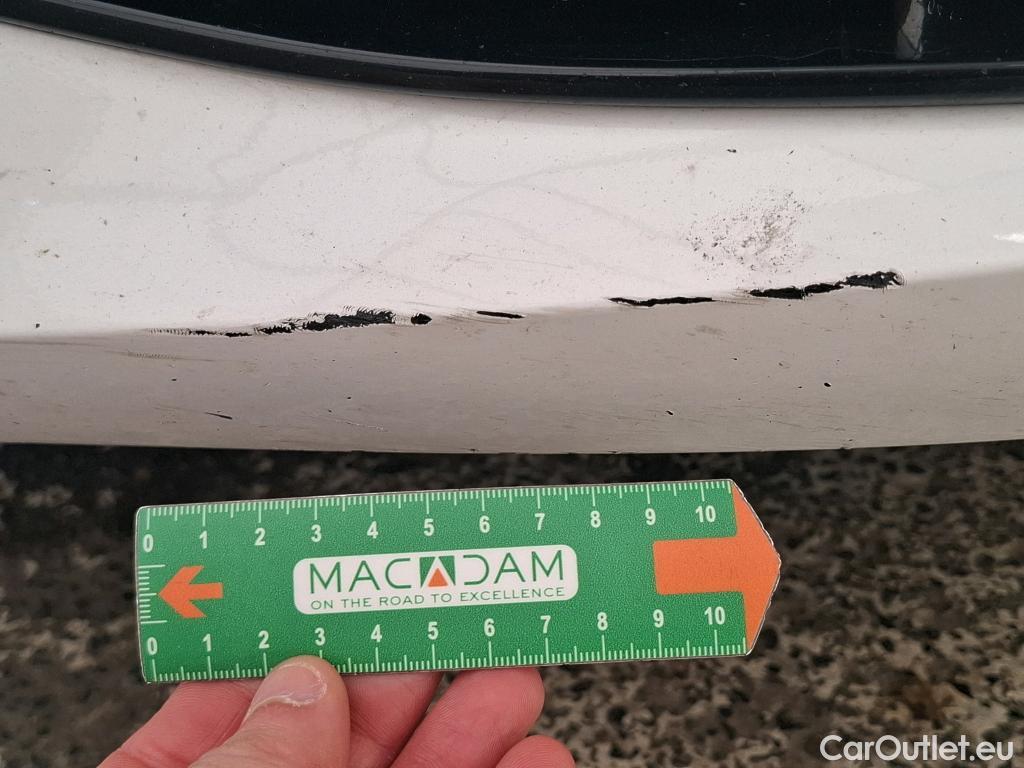 0 1 2 3 4 5 6 7 8 9 10
MACADAM
ON THE ROAD TO EXCELLENCE
0 1 2 3 4 5 6 7 8 9 10
CarOutlet.eu